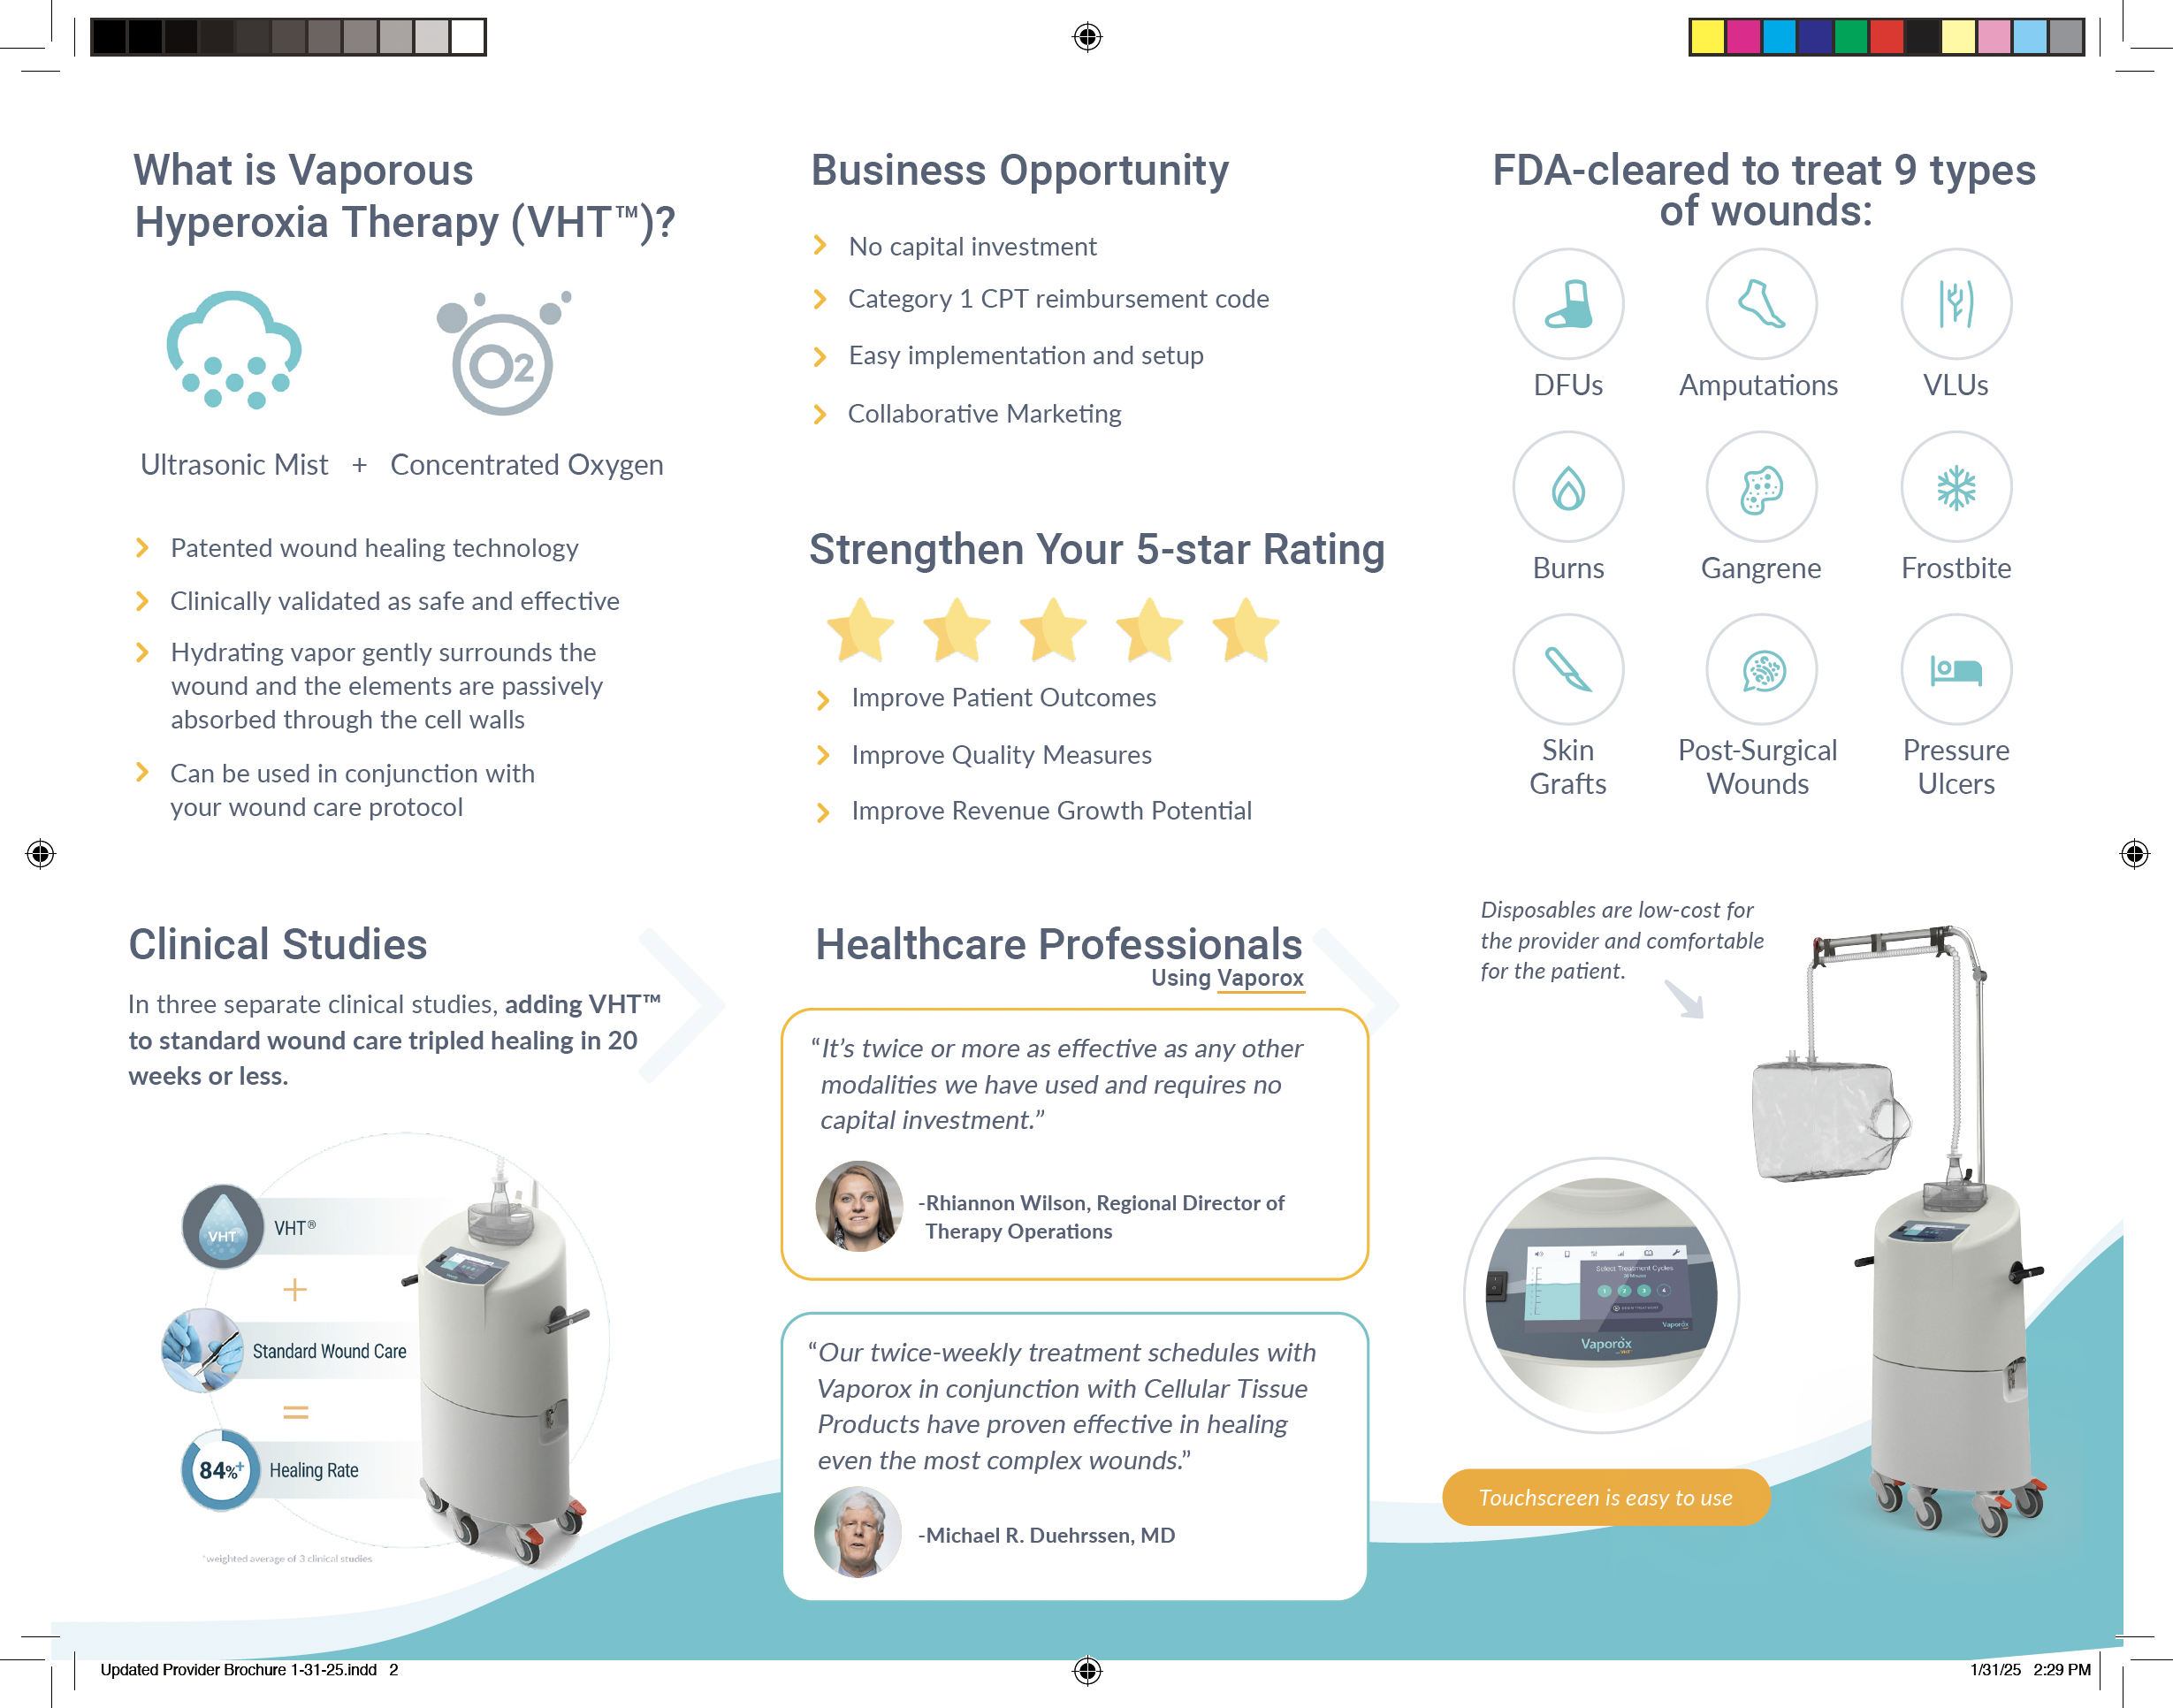 What is Vaporous
Hyperoxia Therapy (VHT™)?
O2
Ultrasonic Mist + Concentrated Oxygen
Patented wound healing technology
Clinically validated as safe and effective
Hydrating vapor gently surrounds the
wound and the elements are passively
absorbed through the cell walls
Can be used in conjunction with
your wound care protocol
Business Opportunity
No capital investment
Category 1 CPT reimbursement code
Easy implementation and setup
Collaborative Marketing
Strengthen Your 5-star Rating
Improve Patient Outcomes
Improve Quality Measures
Improve Revenue Growth Potential
FDA-cleared to treat 9 types
of wounds:
DFUs
Amputations
VLUs
Burns
Gangrene
Frostbite
Skin
Grafts
Post-Surgical
Wounds
Pressure
Ulcers
Clinical Studies
In three separate clinical studies, adding VHT™
to standard wound care tripled healing in 20
weeks or less.
VHT
VHT®
+
Standard Wound Care
=
84%+
Healing Rate
*weighted average of 3 clinical studies
Healthcare Professionals
Using Vaporox
“It’s twice or more as effective as any other
modalities we have used and requires no
capital investment.”
-Rhiannon Wilson, Regional Director of
Therapy Operations
“Our twice-weekly treatment schedules with
Vaporox in conjunction with Cellular Tissue
Products have proven effective in healing
even the most complex wounds.”
-Michael R. Duehrssen, MD
Disposables are low-cost for
the provider and comfortable
for the patient.
Select Treatment Cycles
1 2 3 4
Vaporox
Vaporox
Touchscreen is easy to use
Updated Provider Brochure 1-31-25.indd 2
1/31/25 2:29 PM